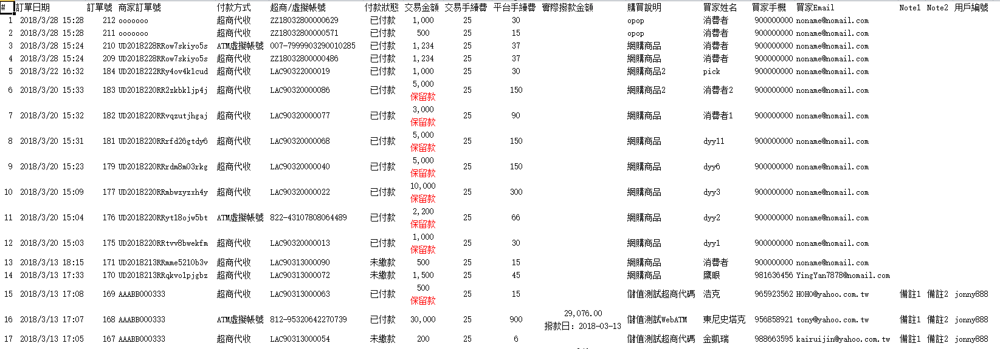 # 訂單日期 訂單號 商家訂單號 付款方式 超商/虛擬帳號 付款狀態 交易金額 交易手續費 平台手續費 實際撥款金額 購買說明 買家姓名 買家手機 買家Email Note1 Note2 用戶編號
1 2018/3/28 15:28 212 ooooooo 超商代收 ZZ18032800000629 已付款 1,000 25 30 opop 消費者 900000000 noname@nomail.com
2 2018/3/28 15:28 211 ooooooo 超商代收 ZZ18032800000571 已付款 500 25 15 opop 消費者 900000000 noname@nomail.com
3 2018/3/28 15:24 210 UD2018228RRow7skiyo5s ATM虛擬帳號 007-7999903290010285 已付款 1,234 25 37 網購商品 消費者 900000000 noname@nomail.com
4 2018/3/28 15:24 209 UD2018228RRow7skiyo5s 超商代收 ZZ18032800000486 已付款 1,234 25 37 網購商品 消費者 900000000 noname@nomail.com
5 2018/3/22 16:32 184 UD2018222RRy4ov4k1cud 超商代收 LAC90322000019 已付款 1,000 25 30 網購商品2 pick 900000000 noname@nomail.com
6 2018/3/20 15:33 183 UD2018220RR2zkbkljp4j 超商代收 LAC90320000086 已付款 5,000 25 150 網購商品2 消費者2 900000000 noname@nomail.com
保留款
7 2018/3/20 15:32 182 UD2018220RRvqzutjhgaj 超商代收 LAC90320000077 已付款 3,000 25 90 網購商品 消費者1 900000000 noname@nomail.com
保留款
8 2018/3/20 15:31 181 UD2018220RRrfd26gtdy6 超商代收 LAC90320000068 已付款 5,000 25 150 網購商品 dyy11 900000000 noname@nomail.com
保留款
9 2018/3/20 15:23 179 UD2018220RRrdm8m03rkg 超商代收 LAC90320000040 已付款 5,000 25 150 網購商品 dyy6 900000000 noname@nomail.com
保留款
10 2018/3/20 15:09 177 UD2018220RRmbwzyzxh4y 超商代收 LAC90320000022 已付款 10,000 25 300 網購商品 dyy3 900000000 noname@nomail.com
保留款
11 2018/3/20 15:04 176 UD2018220RRyt18ojw5bt ATM虛擬帳號 822-43107808064489 已付款 2,200 25 66 網購商品 dyy2 900000000 noname@nomail.com
保留款
12 2018/3/20 15:03 175 UD2018220RRtvv8bwekfm 超商代收 LAC90320000013 已付款 1,000 25 30 網購商品 dyy1 900000000 noname@nomail.com
保留款
13 2018/3/13 18:15 171 UD2018213RRmme5210b3v 超商代收 LAC90313000090 未繳款 500 25 15 網購商品 消費者 900000000 noname@nomail.com
14 2018/3/13 17:33 170 UD2018213RRqkvo1pjgbz 超商代收 LAC90313000072 未繳款 1,500 25 45 網購商品 鷹眼 981636456 YingYan7878@nomail.com
15 2018/3/13 17:08 169 AAABB000333 超商代收 LAC90313000063 已付款 500 25 15 儲值測試超商代碼 浩克 965923562 HOHO@yahoo.com.tw 備註1 備註2 jonny888
保留款
16 2018/3/13 17:07 168 AAABB000333 ATM虛擬帳號 812-95320642270739 已付款 30,000 25 900 29,076.00 儲值測試WebATM 東尼史塔克 956858921 tony@yahoo.com.tw 備註1 備註2 jonny888
撥款日: 2018-03-13
17 2018/3/13 17:05 167 AAABB000333 超商代收 LAC90313000054 未繳款 200 25 6 儲值測試超商代碼 金凱瑞 988663595 kairuijin@yahoo.com.tw 備註1 備註2 jonny888